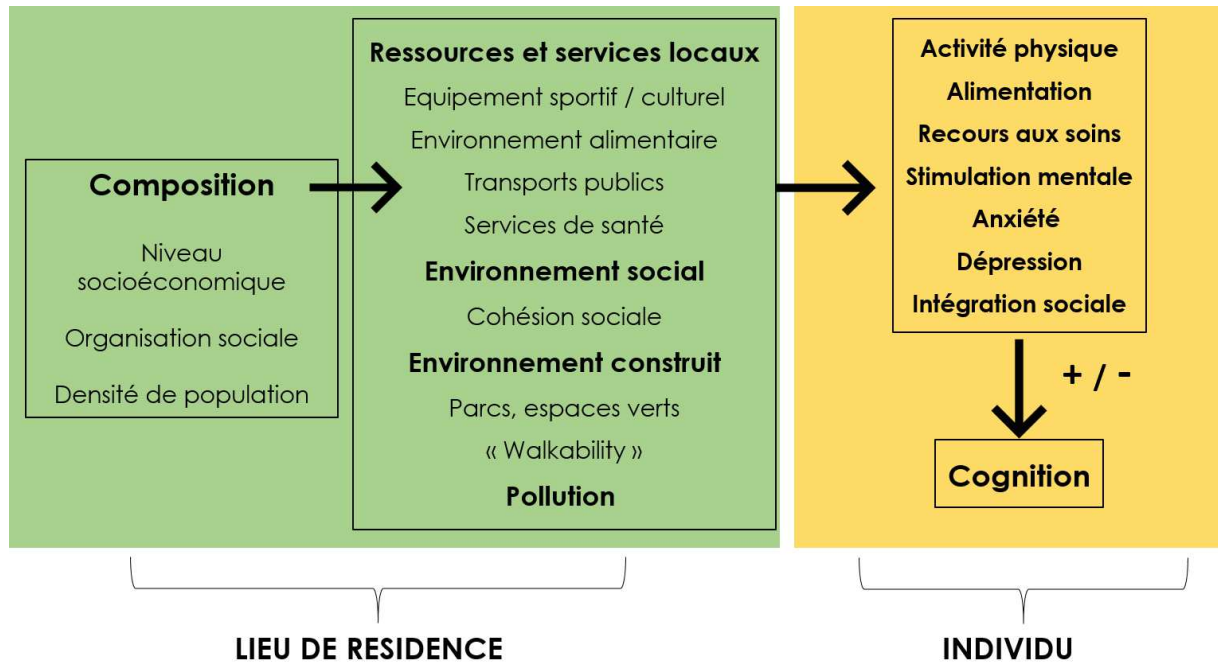 Composition
Niveau
socioéconomique
Organisation sociale
Densité de population
Ressources et services locaux
Equipement sportif / culturel
Environnement alimentaire
Transports publics
Services de santé
Environnement social
Cohésion sociale
Environnement construit
Parcs, espaces verts
« Walkability »
Pollution
Activité physique
Alimentation
Recours aux soins
Stimulation mentale
Anxiété
Dépression
Intégration sociale
+ / -
Cognition
LIEU DE RESIDENCE
INDIVIDU